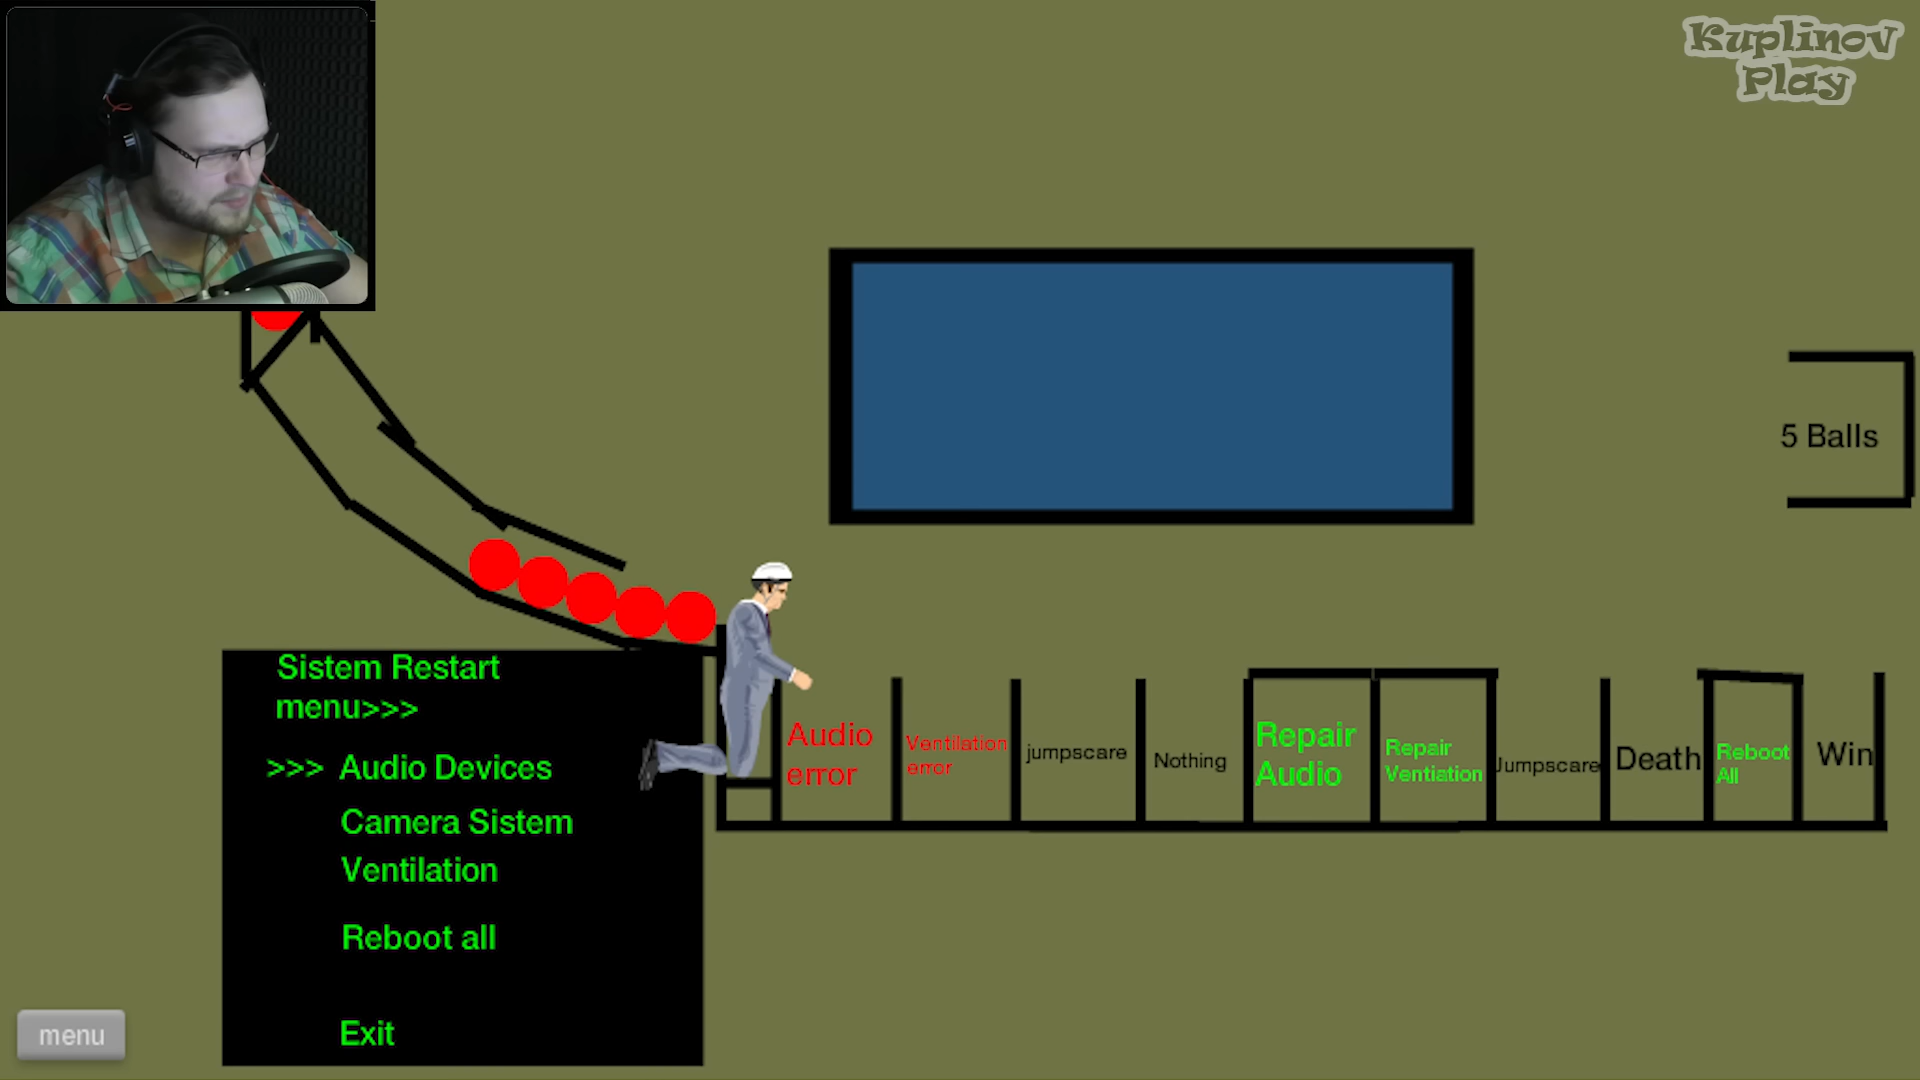 Kuplinov
Play
5 Balls
Sistem Restart
menu>>>
>>> Audio Devices
Camera Sistem
Ventilation
Reboot all
Exit
Audio
error
Ventilation
error
jumpscare
Nothing
Repair
Audio
Repair
Ventiation
Jumpscare
Death
Reboot
All
Win
menu